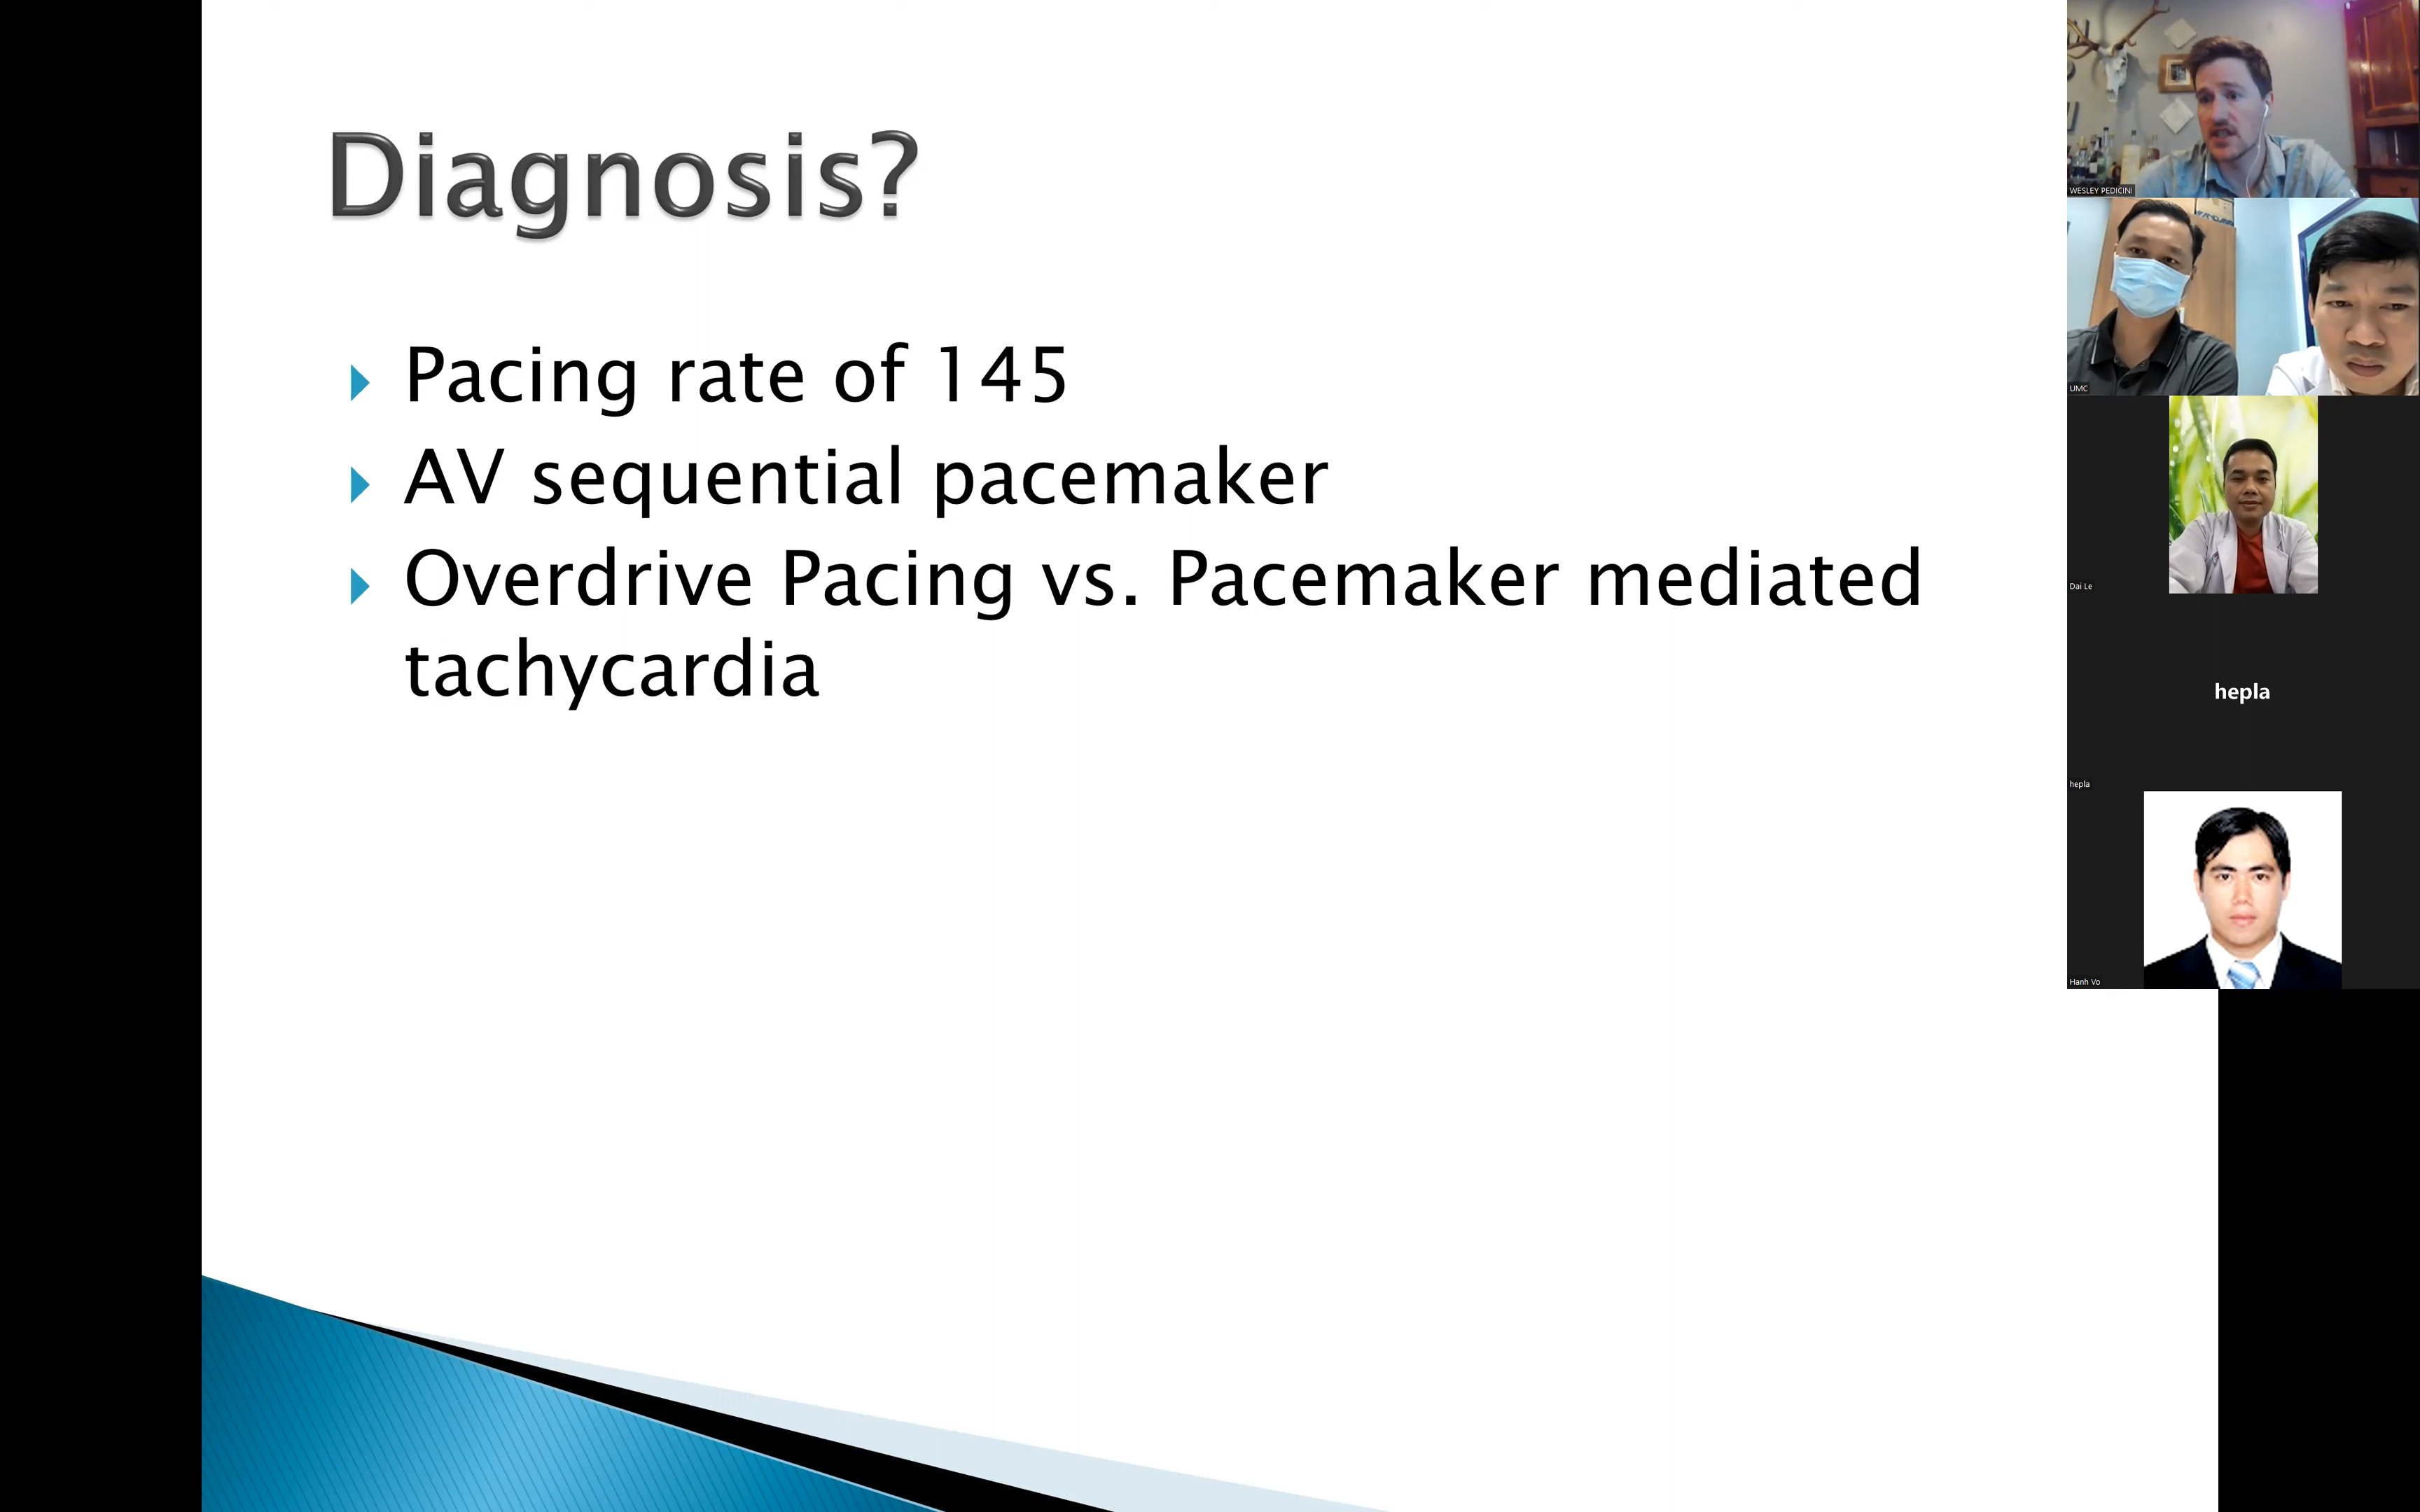 Diagnosis?
Pacing rate of 145
AV sequential pacemaker
Overdrive Pacing vs. Pacemaker mediated
tachycardia
WESLEY PEDICINI
UMC
Dai Le
hepla
hepla
Hanh Vo